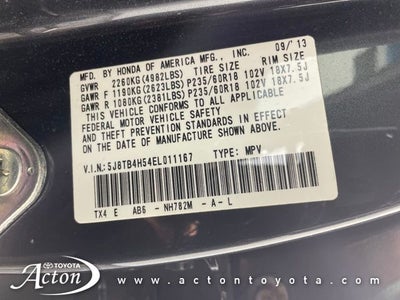 MFD. BY HONDA OF AMERICA MFG., INC. 09/'13
GVWR 2260KG(4982LBS) TIRE SIZE RIM SIZE
GAWR F 1190KG(2623LBS) P235/60R18 102V 18X7.5J
GAWR R 1080KG(2381LBS) P235/60R18 102V 18X7.5J
THIS VEHICLE CONFORMS TO ALL APPLICABLE
FEDERAL MOTOR VEHICLE SAFETY
STANDARDS IN EFFECT
ON THE DATE OF MANUFACTURE SHOWN ABOVE.
V.I.N.:5J8TB4H54EL011167 TYPE: MPV
TX4 E AB6 - NH782M - A - L
TOYOTA
Acton
www.actontoyota.com